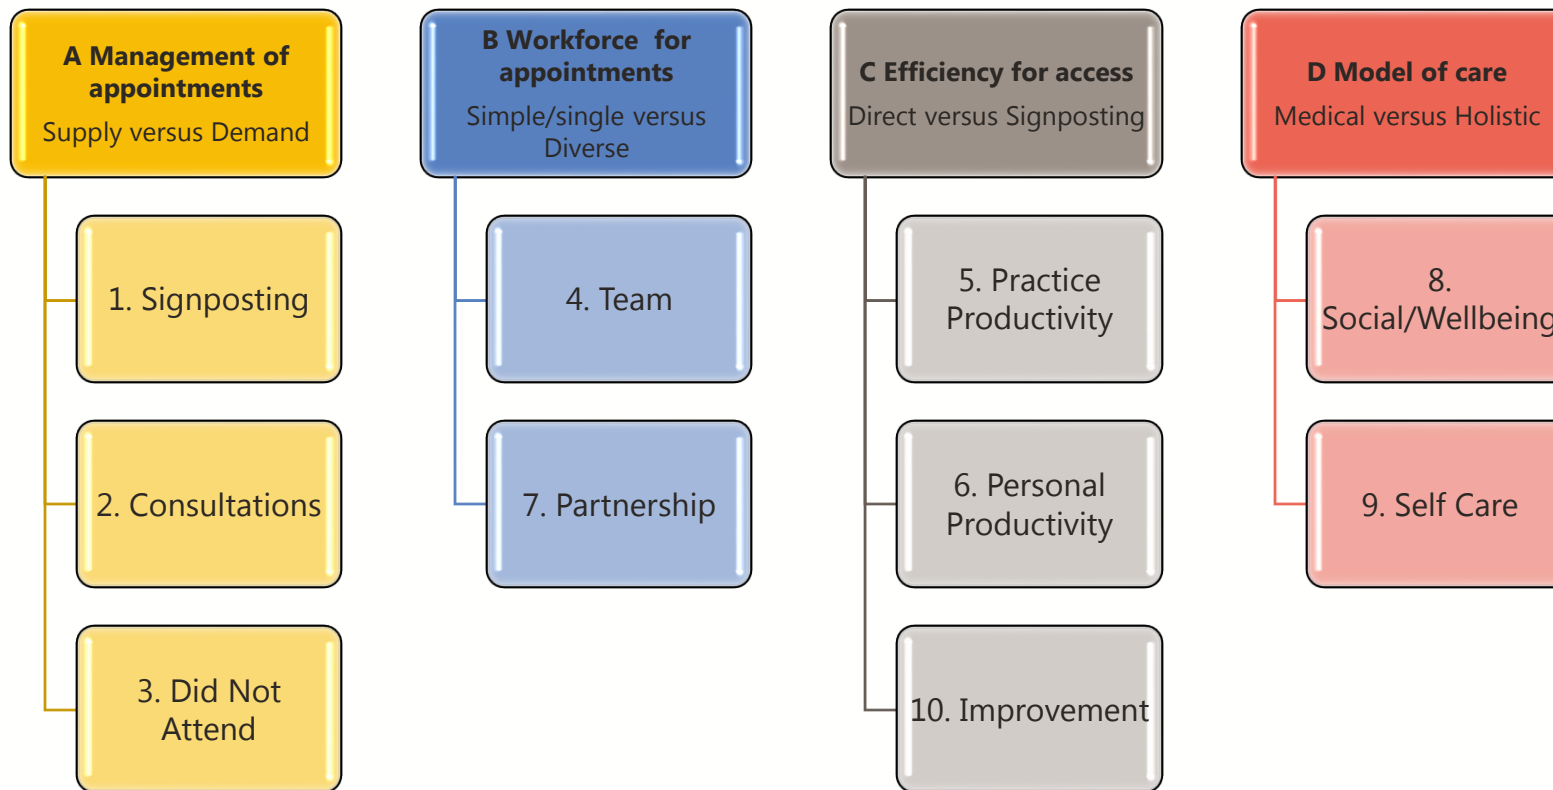 A Management of
appointments
Supply versus Demand
1. Signposting
2. Consultations
3. Did Not
Attend
B Workforce  for
appointments
Simple/single versus
Diverse
4. Team
7. Partnership
C Efficiency for access
Direct versus Signposting
5. Practice
Productivity
6. Personal
Productivity
10. Improvement
D Model of care
Medical versus Holistic
8.
Social/Wellbeing
9. Self Care